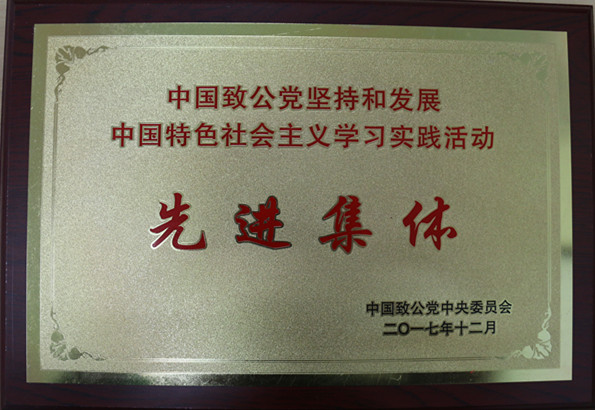 中国致公党坚持和发展
中国特色社会主义学习实践活动
先进集体
中国致公党中央委员会
二〇一七年十二月